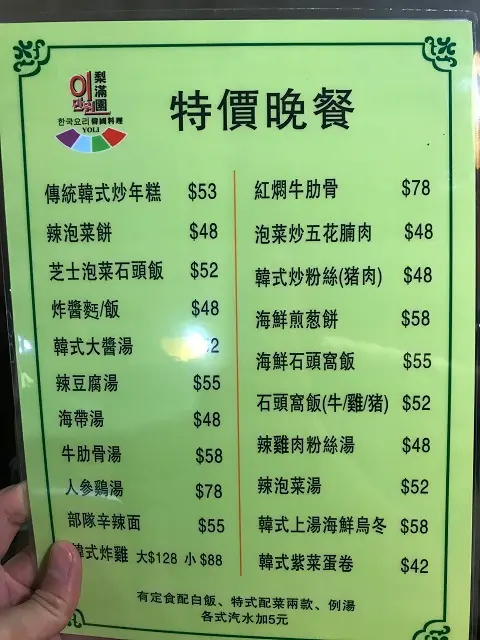 이
만리
梨滿園
한국요리 韓國料理
YOLI
特價晚餐
傳統韓式炒年糕 $53
辣泡菜餅 $48
芝士泡菜石頭飯 $52
炸醬麪/飯 $48
韓式大醬湯 2
辣豆腐湯 $55
海帶湯 $48
牛肋骨湯 $58
人參鷄湯 $78
部隊辛辣面 $55
韓式炸雞 大$128 小$88
紅燜牛肋骨 $78
泡菜炒五花腩肉 $48
韓式炒粉絲(猪肉) $48
海鮮煎葱餅 $58
海鮮石頭窩飯 $55
石頭窩飯(牛/雞/猪) $52
辣雞肉粉絲湯 $48
辣泡菜湯 $52
韓式上湯海鮮烏冬 $58
韓式紫菜蛋卷 $42
有定食配白飯、特式配菜兩款、例湯
各式汽水加5元